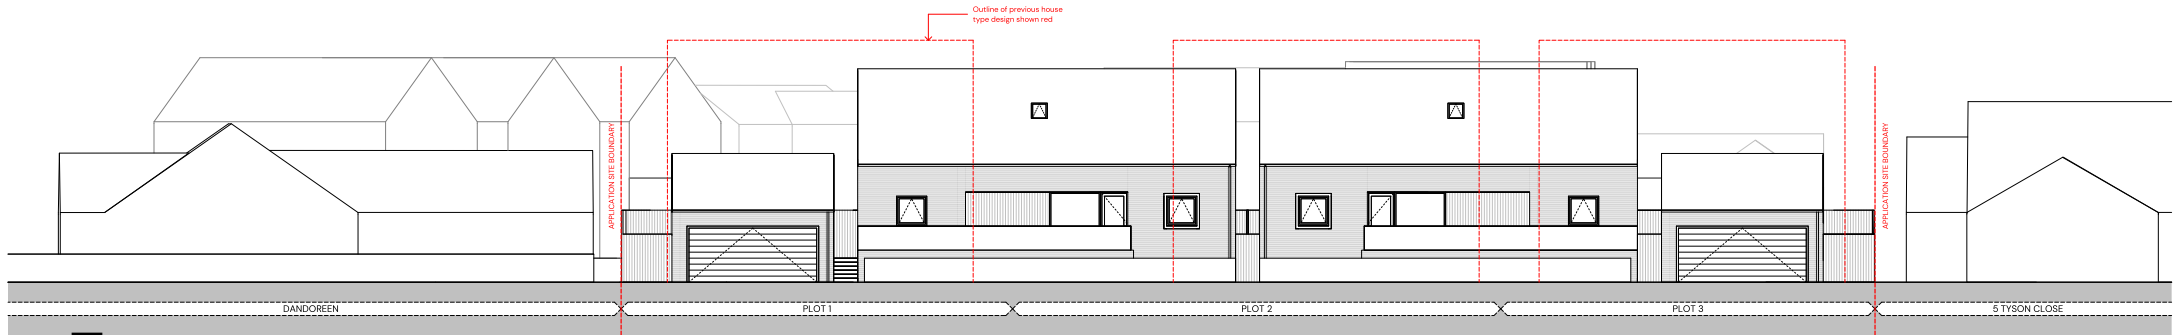 Outline of previous house
type design shown red
APPLICATION SITE BOUNDARY
APPLICATION SITE BOUNDARY
DANDOREEN
PLOT 1
PLOT 2
PLOT 3
5 TYSON CLOSE